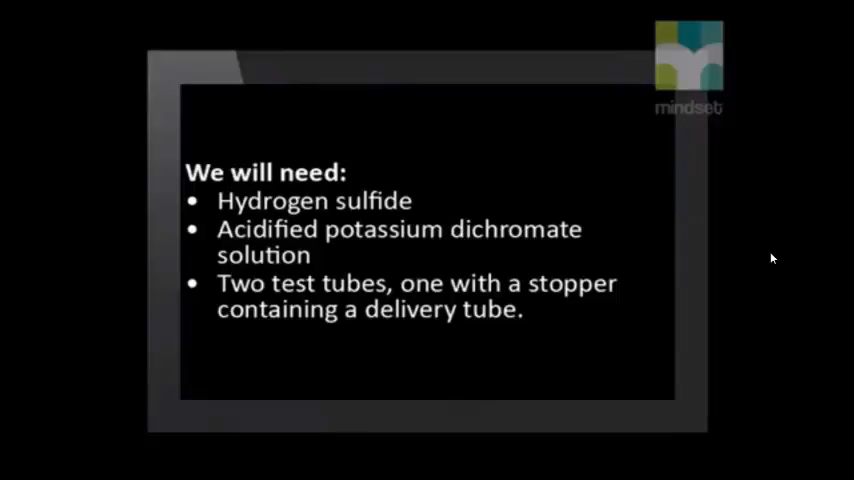 mindset
We will need:
• Hydrogen sulfide
• Acidified potassium dichromate
solution
• Two test tubes, one with a stopper
containing a delivery tube.